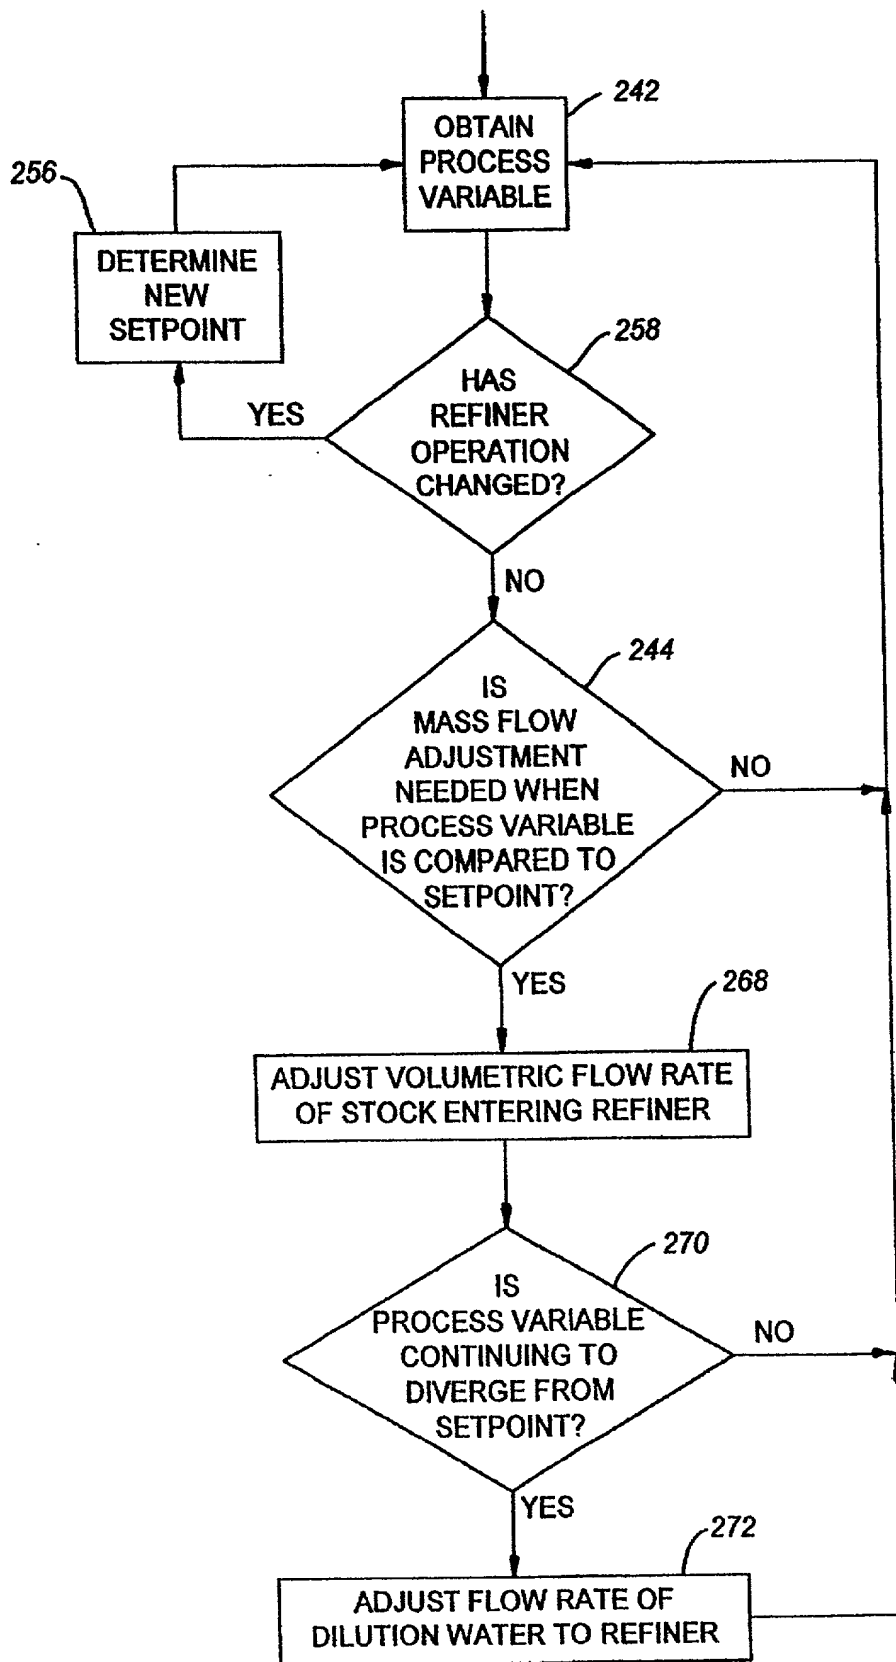 242
OBTAIN
PROCESS
VARIABLE
256
DETERMINE
NEW
SETPOINT
258
HAS
REFINER
OPERATION
CHANGED?
YES
NO
244
IS
MASS FLOW
ADJUSTMENT
NEEDED WHEN
PROCESS VARIABLE
IS COMPARED TO
SETPOINT?
NO
YES
268
ADJUST VOLUMETRIC FLOW RATE
OF STOCK ENTERING REFINER
270
IS
PROCESS VARIABLE
CONTINUING TO
DIVERGE FROM
SETPOINT?
NO
YES
272
ADJUST FLOW RATE OF
DILUTION WATER TO REFINER